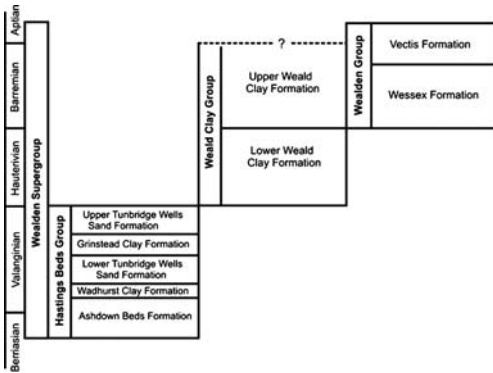 Aptian
Barremian
Hauterivian
Valanginian
Berriasian
Wealden Supergroup
Hastings Beds Group
Upper Tunbridge Wells
Sand Formation
Grinstead Clay Formation
Lower Tunbridge Wells
Sand Formation
Wadhurst Clay Formation
Ashdown Beds Formation
Weald Clay Group
?
Upper Weald
Clay Formation
Lower Weald
Clay Formation
Wealden Group
Vectis Formation
Wessex Formation